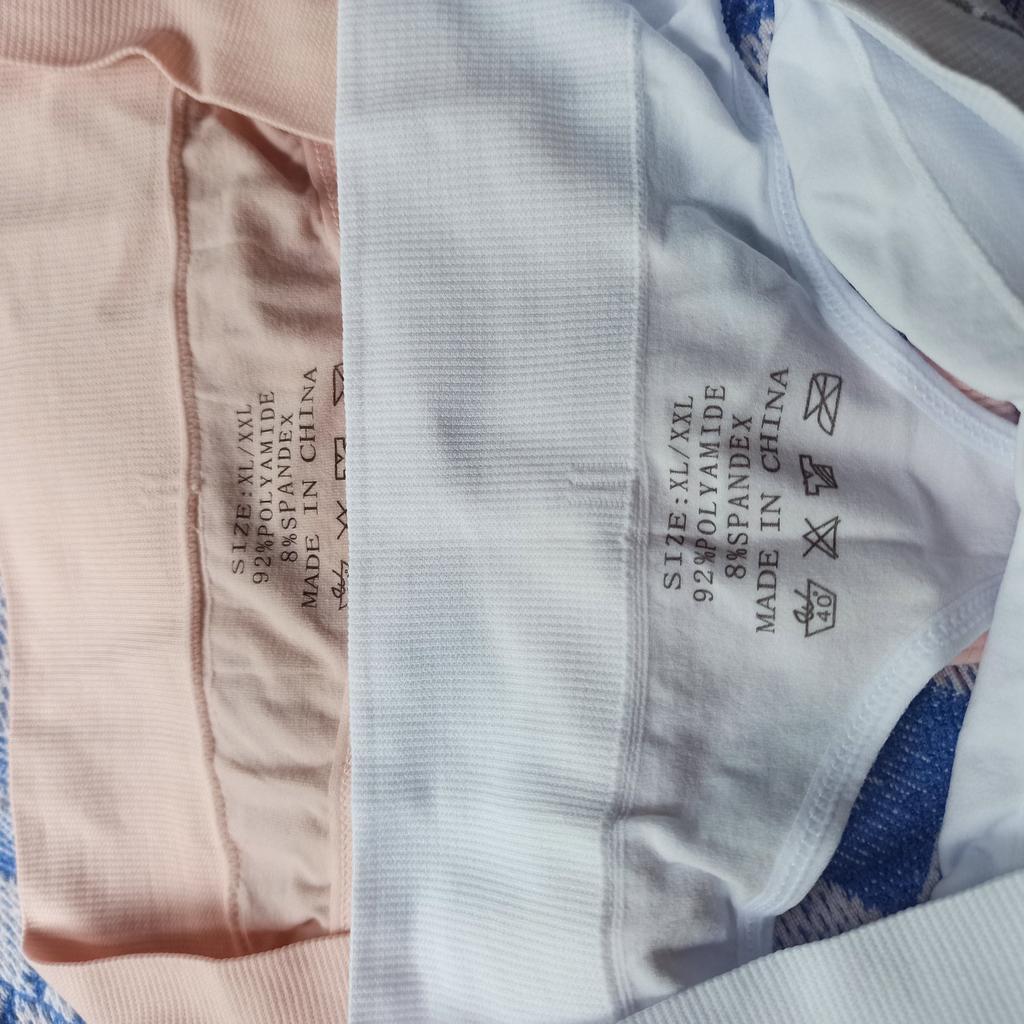 SIZE:XL/XXL
92%POLYAMIDE
8%SPANDEX
MADE IN CHINA
SIZE:XL/XXL
92%POLYAMIDE
8%SPANDEX
MADE IN CHINA
40